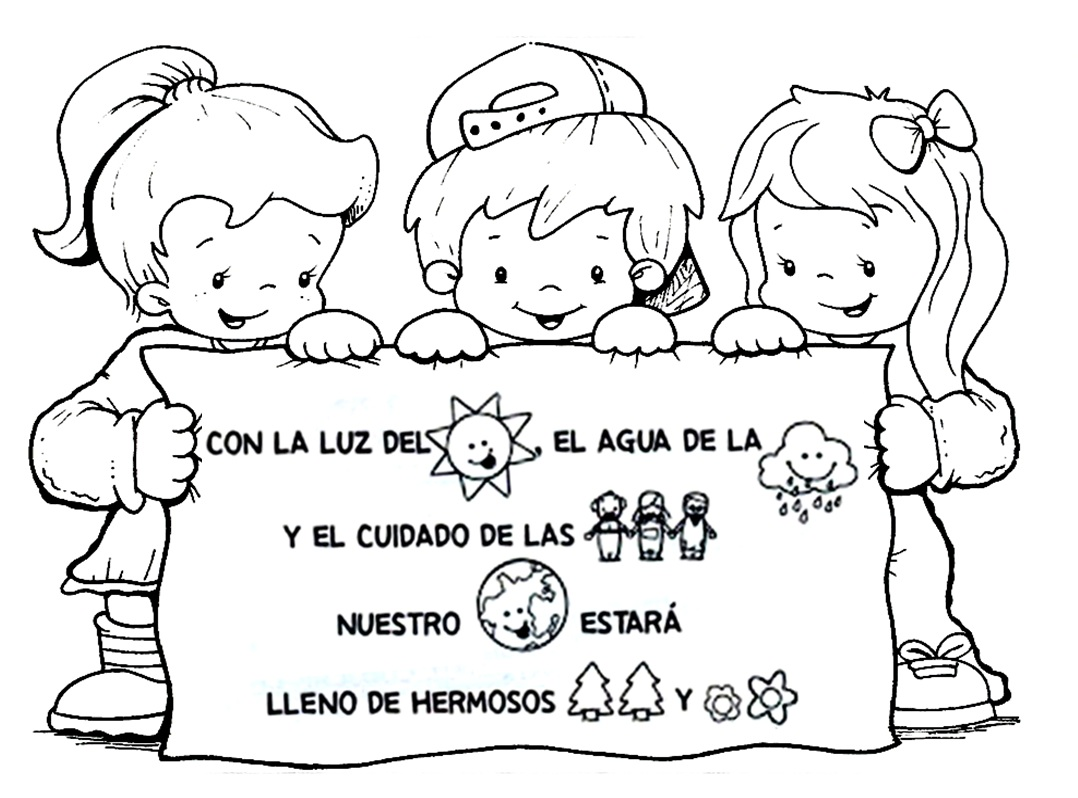 CON LA LUZ DEL , EL AGUA DE LA
Y EL CUIDADO DE LAS
NUESTRO ESTARÁ
LLENO DE HERMOSOS Y